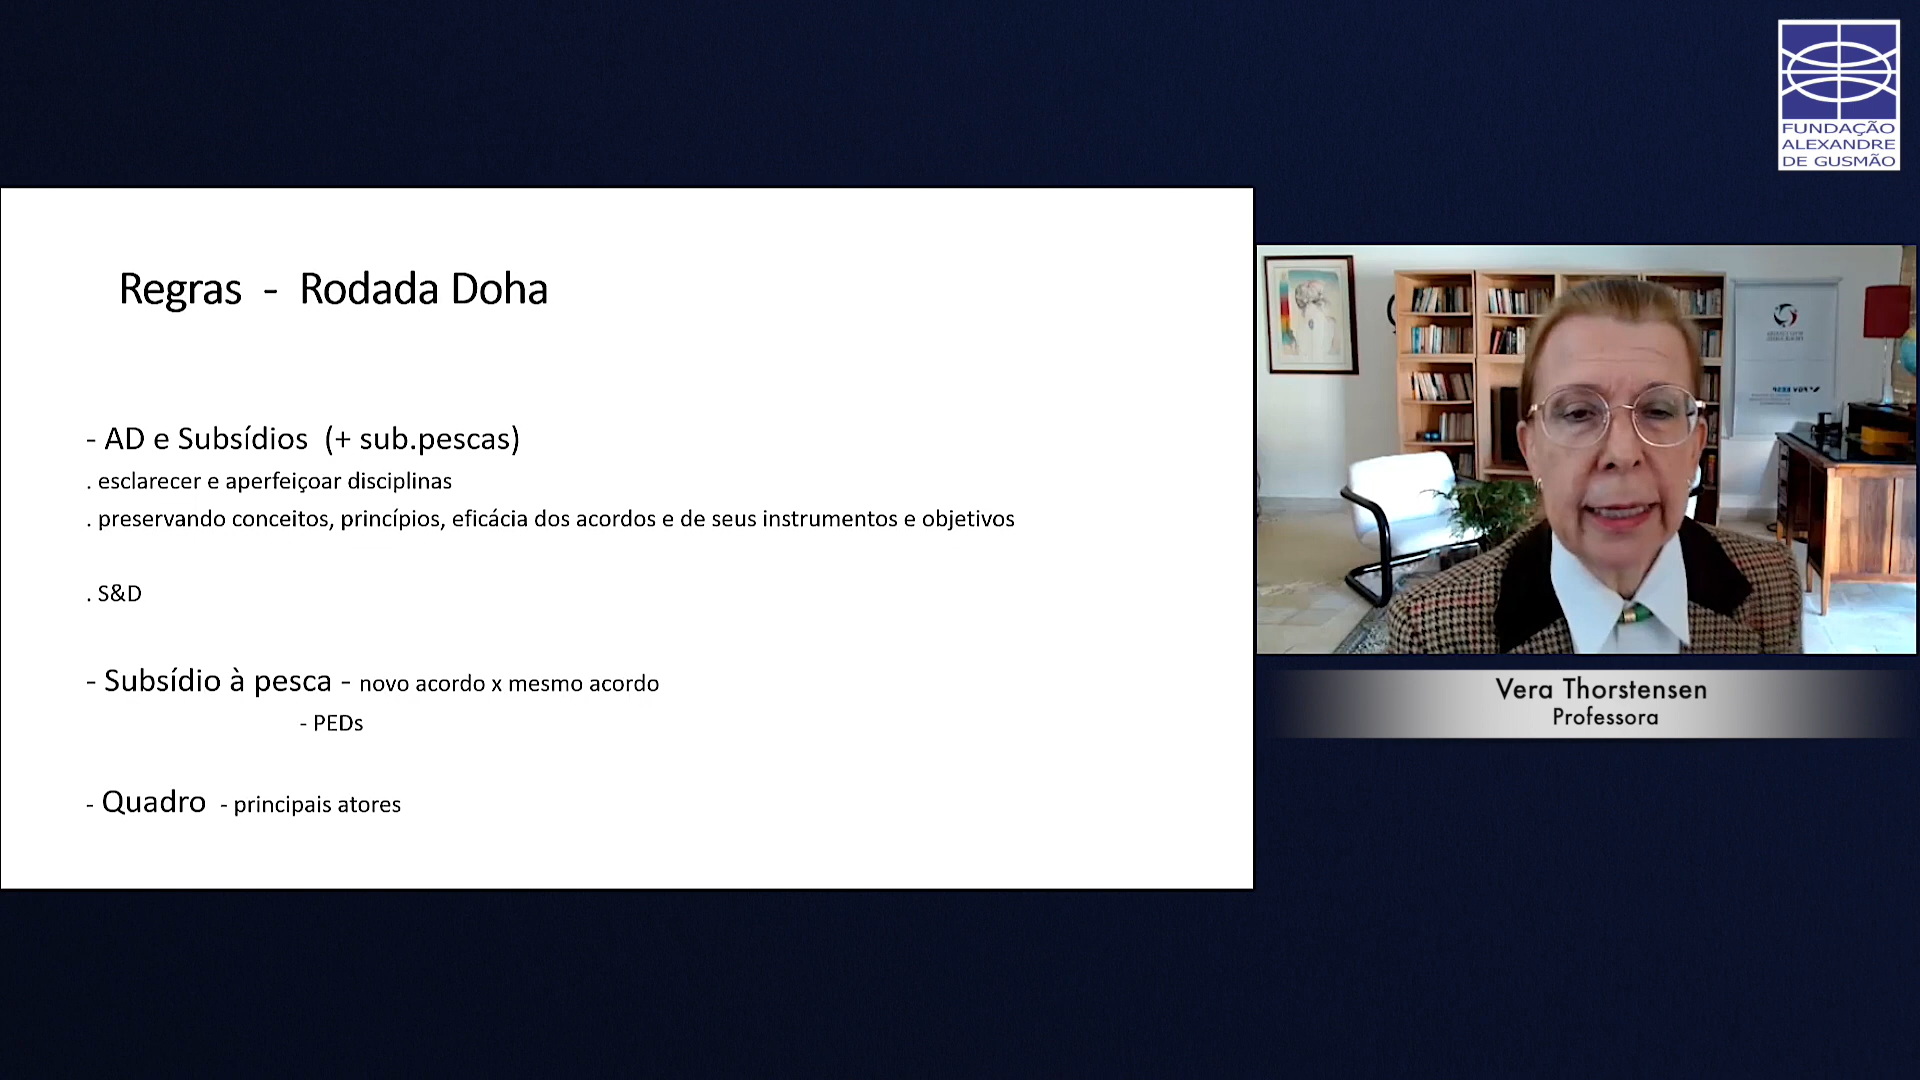 FUNDAÇÃO
ALEXANDRE
DE GUSMÃO
Regras - Rodada Doha
- AD e Subsídios (+ sub.pescas)
. esclarecer e aperfeiçoar disciplinas
. preservando conceitos, princípios, eficácia dos acordos e de seus instrumentos e objetivos
. S&D
- Subsídio à pesca - novo acordo x mesmo acordo
- PEDs
- Quadro - principais atores
Vera Thorstensen
Professora